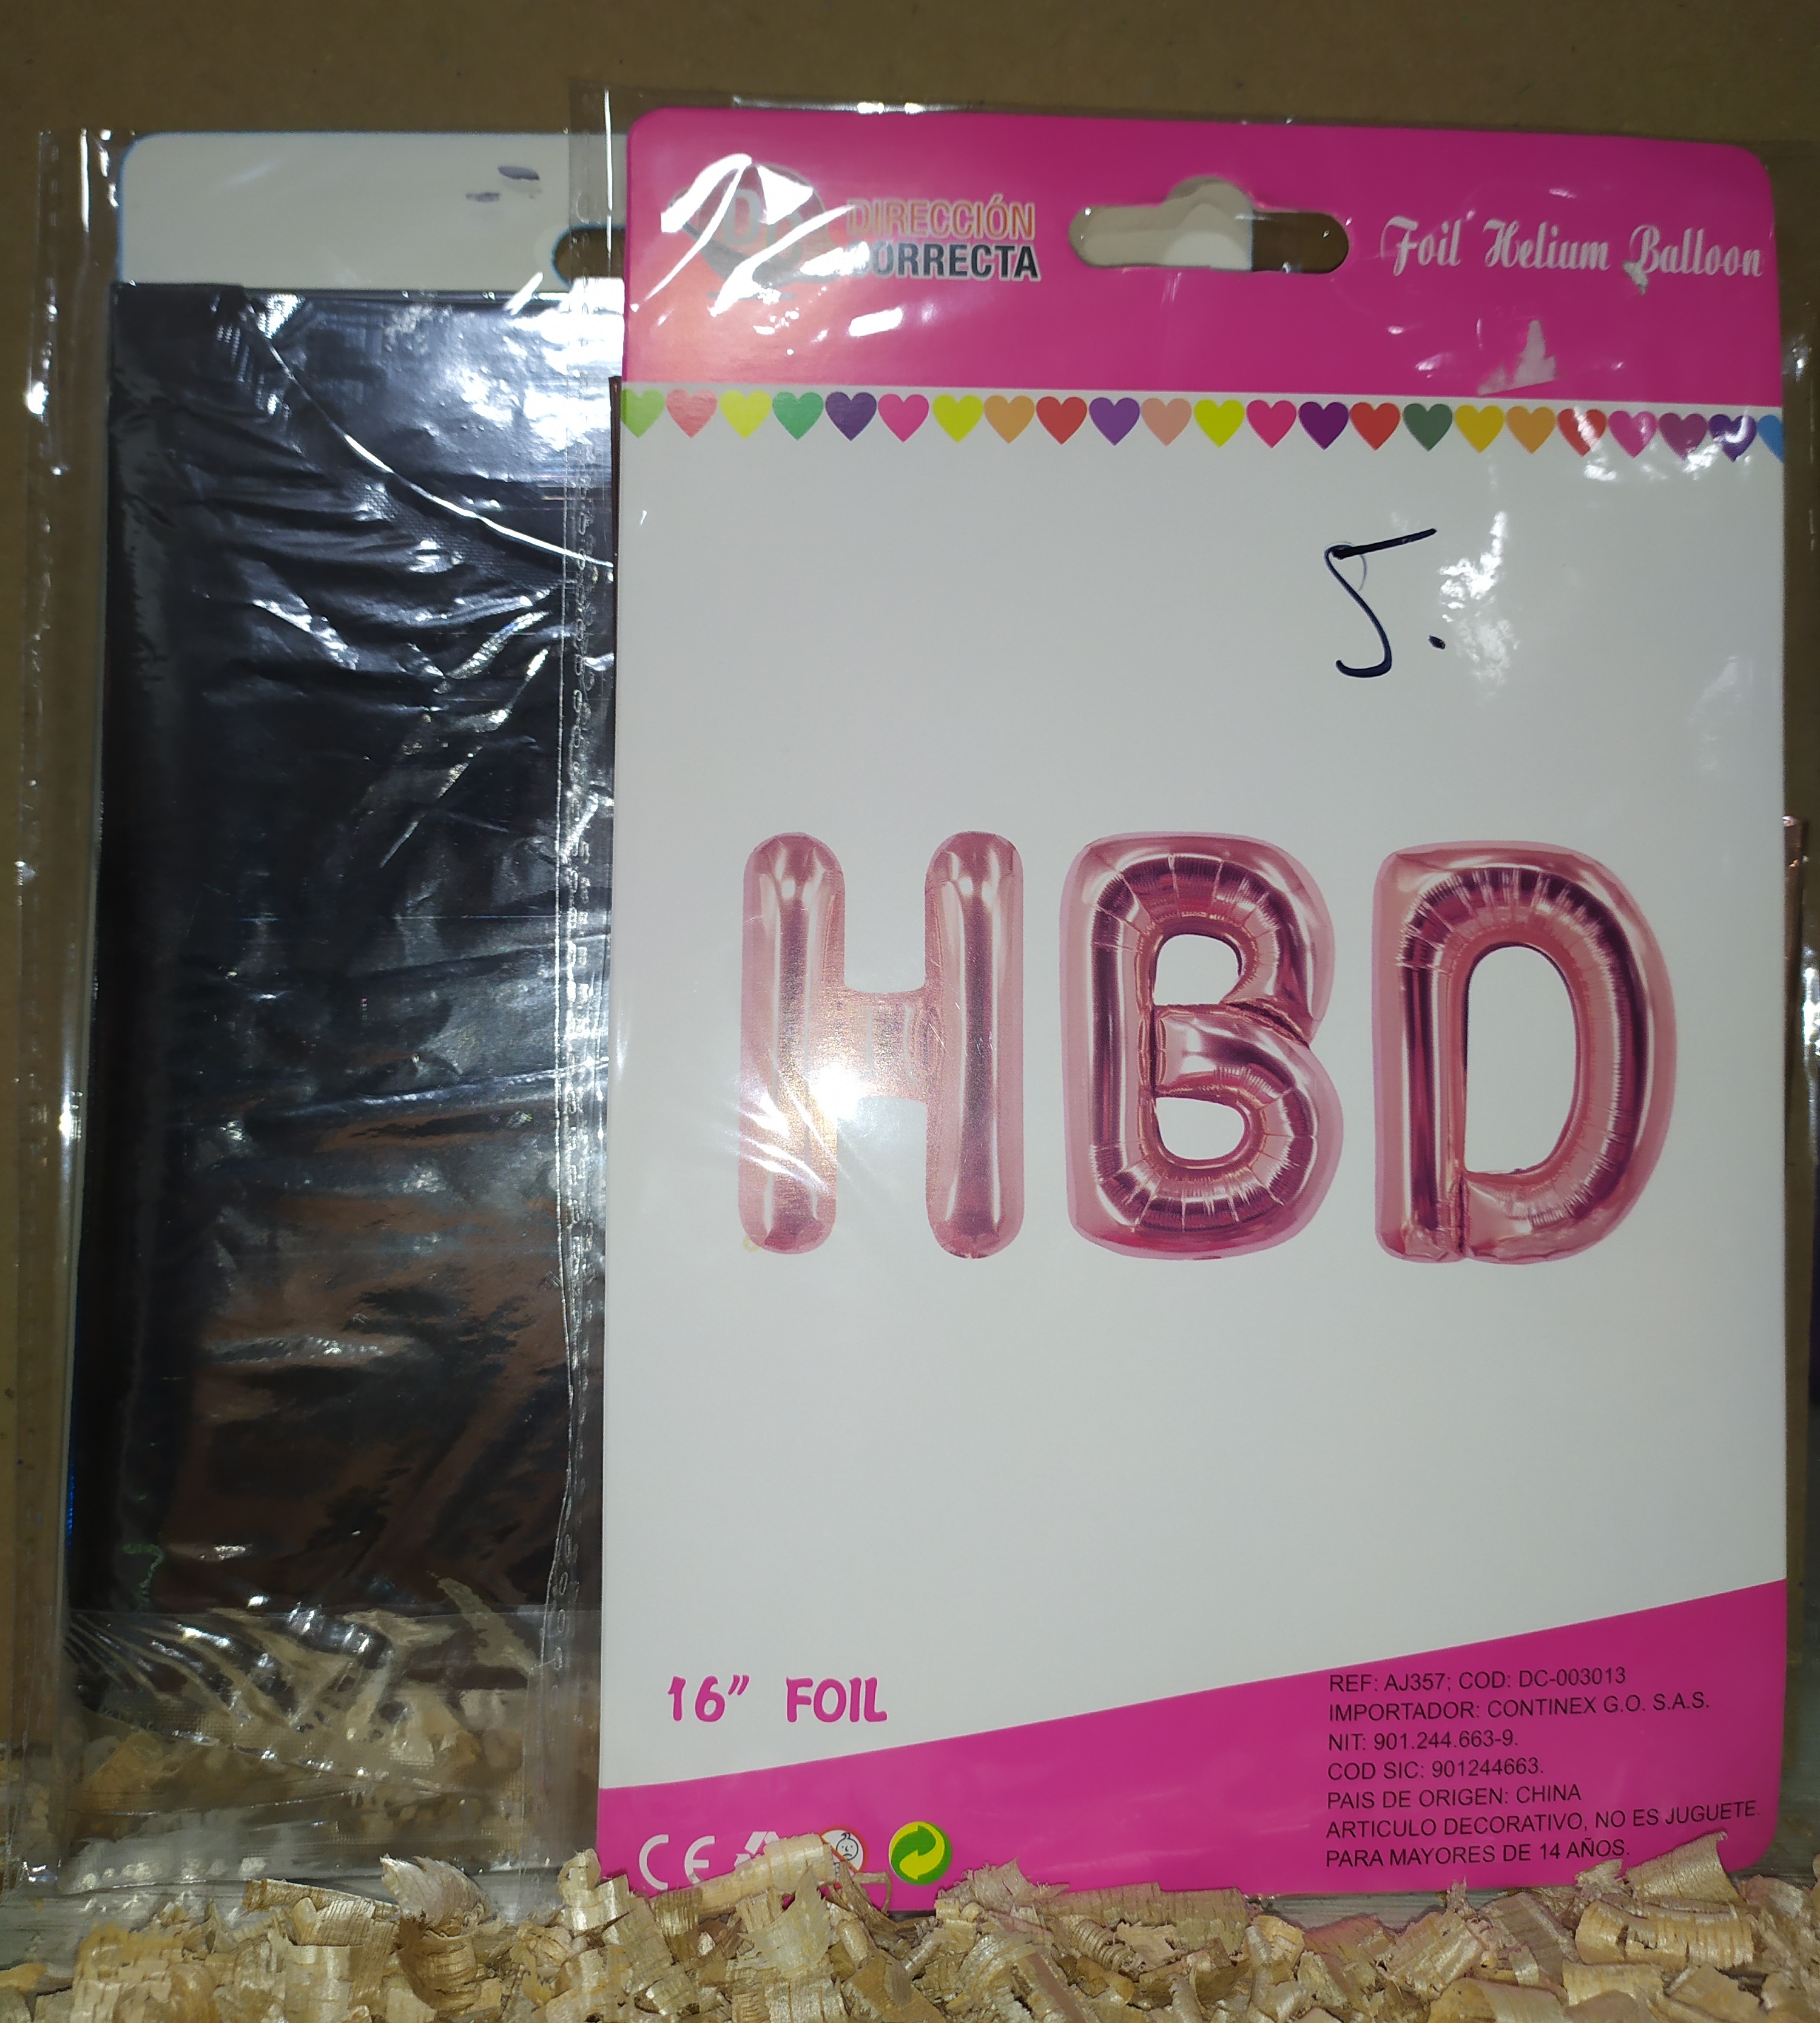 DIRECCIÓN
CORRECTA
Foil Helium Balloon
5.
HBD
16” FOIL
REF: AJ357; COD: DC-003013
IMPORTADOR: CONTINEX G.O. S.A.S.
NIT: 901.244.663-9.
COD SIC: 901244663.
PAIS DE ORIGEN: CHINA
ARTICULO DECORATIVO, NO ES JUGUETE.
PARA MAYORES DE 14 AÑOS.
CE